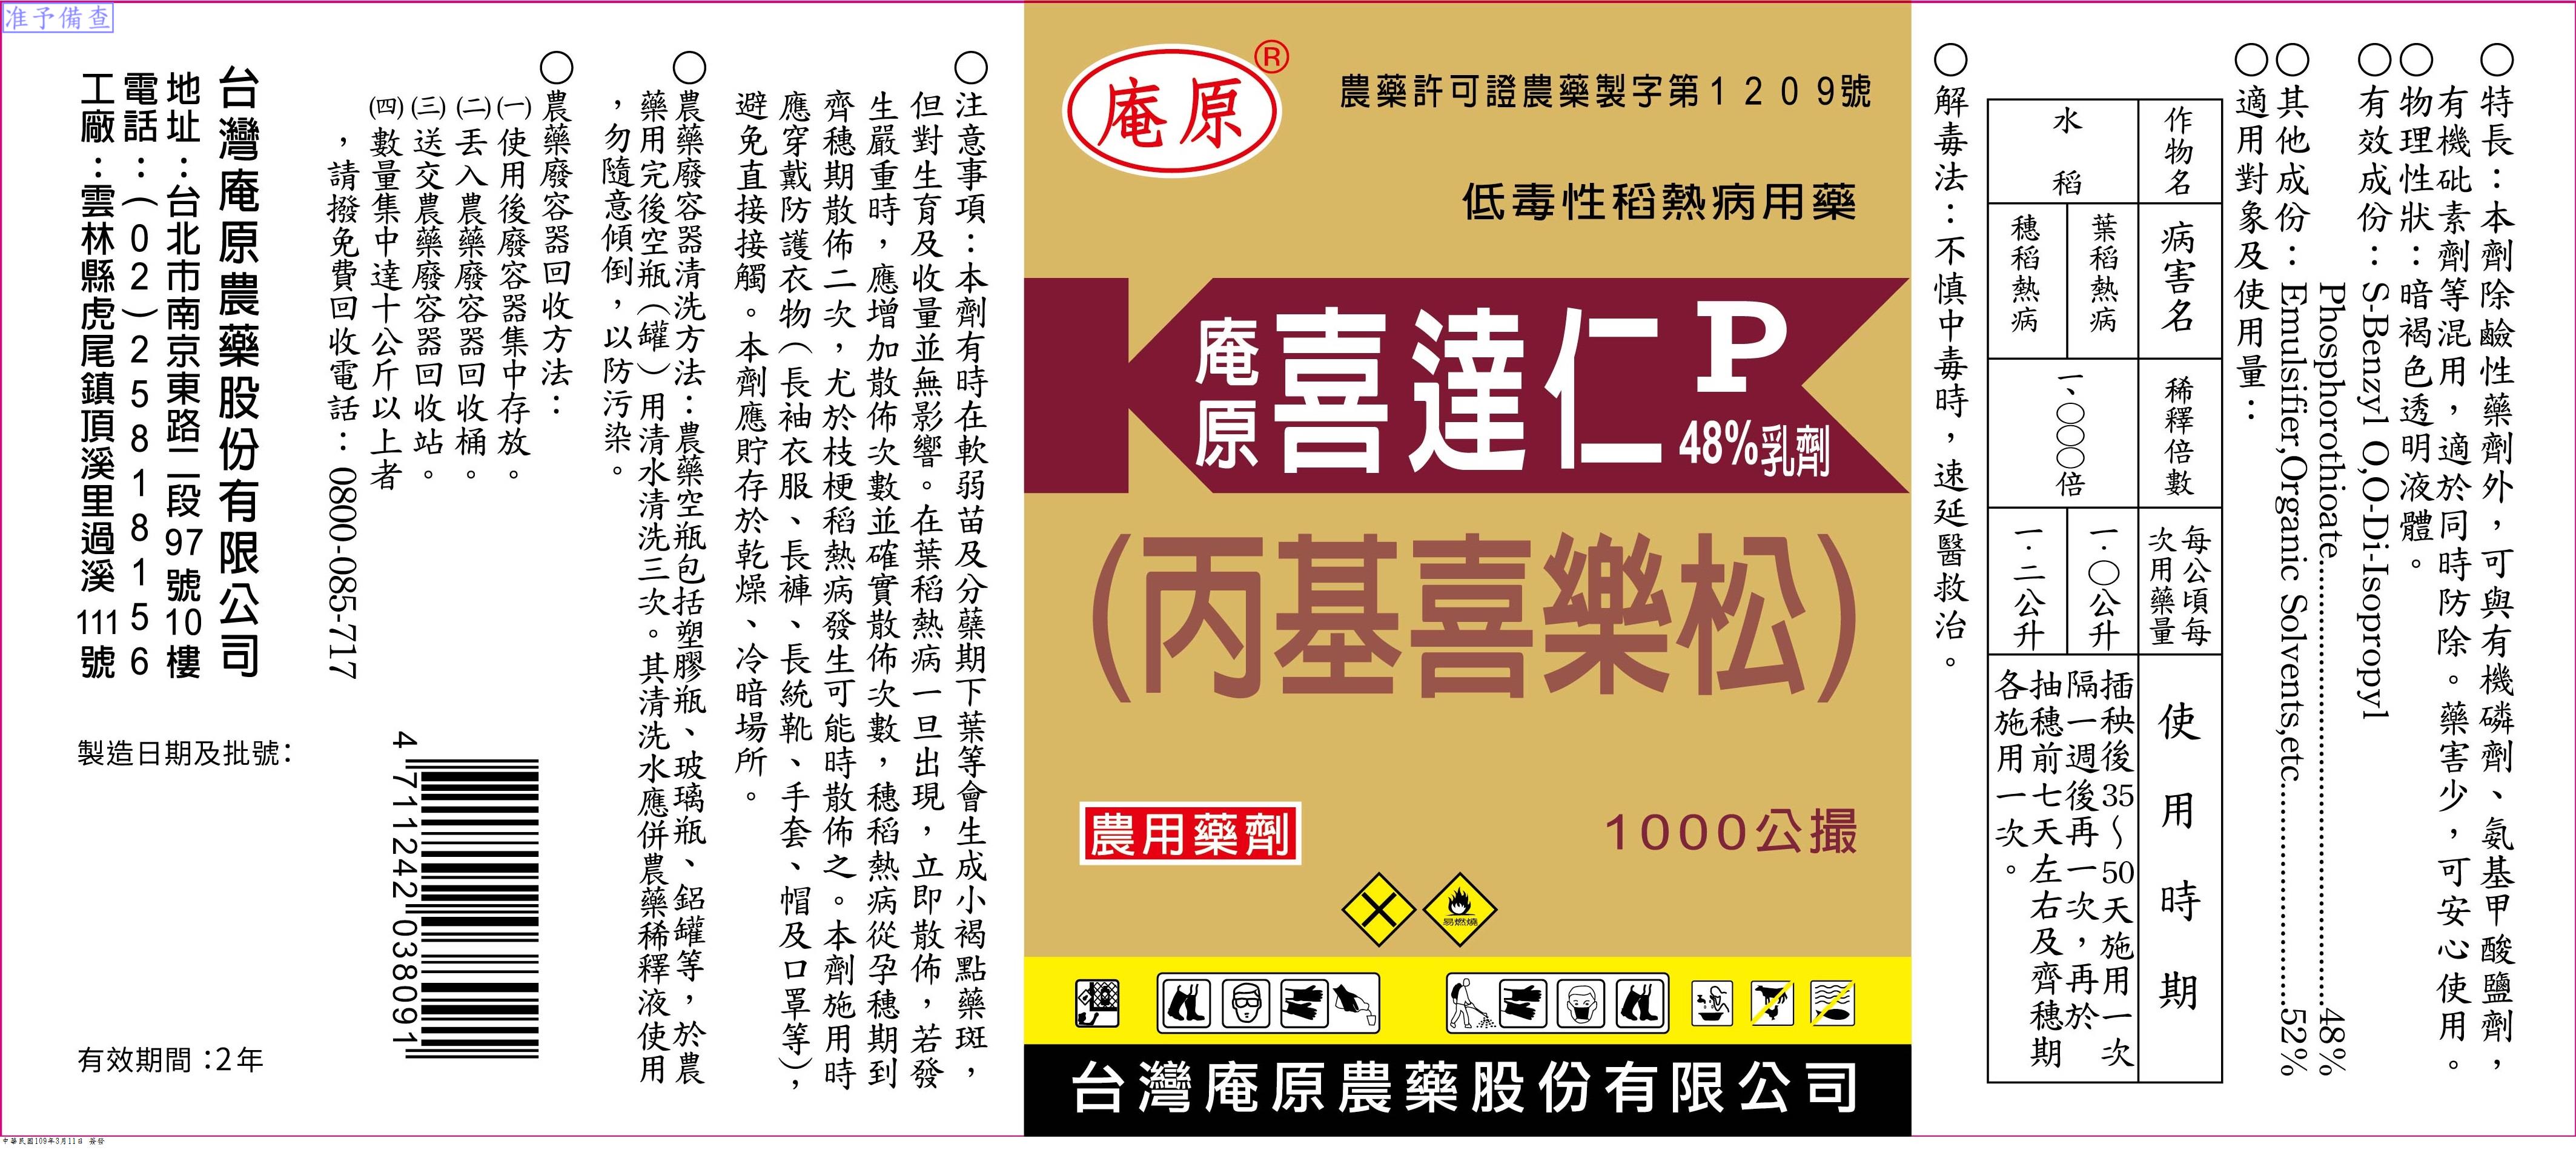 准予備查
特長：本劑除鹼性藥劑外，可與有機磷劑、氨基甲酸鹽劑，
有機砒素劑等混用，適於同時防除。藥害少，可安心使用。
物理性狀：暗褐色透明液體。
有效成份：S-Benzyl O,O-Di-Isopropyl
Phosphorothioate……………………………48%
其他成份：Emulsifier,Organic Solvents,etc……………………52%
適用對象及使用量：
作物名 病害名 稀釋倍數 每公頃每次用藥量 使用時期
水稻 葉稻熱病 一、〇〇〇倍 一．〇公升 插秧後35～50天施用一次
隔一週後再一次，再於
穗稻熱病 一．二公升 抽穗前七天左右及齊穗期
各施用一次。
解毒法：不慎中毒時，速延醫救治。
庵原
®
農藥許可證農藥製字第1209號
低毒性稻熱病用藥
庵原
喜達仁
P
48%乳劑
(丙基喜樂松)
農用藥劑
1000公撮
易燃燒
台灣庵原農藥股份有限公司
注意事項：本劑有時在軟弱苗及分蘗期下葉等會生成小褐點藥斑，
但對生育及收量並無影響。在葉稻熱病一旦出現，立即散佈，若發
生嚴重時，應增加散佈次數並確實散佈次數，穗稻熱病從孕穗期到
齊穗期散佈二次，尤於枝梗稻熱病發生可能時散佈之。本劑施用時
應穿戴防護衣物（長袖衣服、長褲、長統靴、手套、帽及口罩等），
避免直接接觸。本劑應貯存於乾燥、冷暗場所。
農藥廢容器清洗方法：農藥空瓶包括塑膠瓶、玻璃瓶、鋁罐等，於農
藥用完後空瓶（罐）用清水清洗三次。其清洗水應併農藥稀釋液使用
，勿隨意傾倒，以防污染。
農藥廢容器回收方法：
㈠使用後廢容器集中存放。
㈡丟入農藥廢容器回收桶。
㈢送交農藥廢容器回收站。
㈣數量集中達十公斤以上者
，請撥免費回收電話：0800-085-717
台灣庵原農藥股份有限公司
地址：台北市南京東路二段97號10樓
電話：(02)25818156
工廠：雲林縣虎尾鎮頂溪里過溪111號
4 711242 038091
製造日期及批號：
有效期間：2年
中華民國109年3月11日 簽發